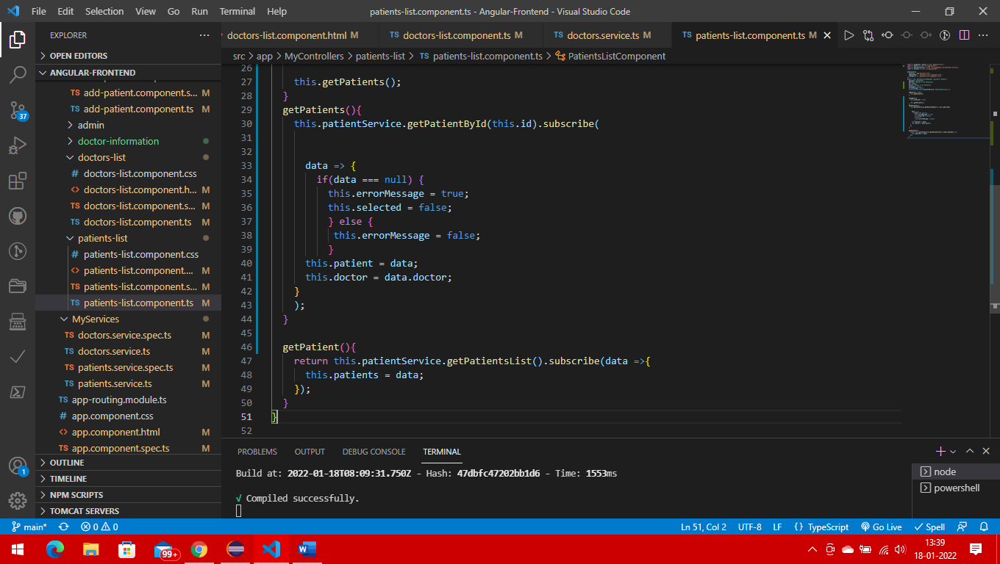 File Edit Selection View Go Run Terminal Help
patients-list.component.ts - Angular-Frontend - Visual Studio Code
EXPLORER
OPEN EDITORS
ANGULAR-FRONTEND
TS add-patient.component.s... M
TS add-patient.component.ts M
admin
doctor-information
doctors-list
# doctors-list.component.css
<> doctors-list.component.h... M
TS doctors-list.component.s... M
TS doctors-list.component.ts M
patients-list
# patients-list.component.css
<> patients-list.component.... M
TS patients-list.component.s... M
TS patients-list.component.ts M
MyServices
TS doctors.service.spec.ts M
TS doctors.service.ts M
TS patients.service.spec.ts M
TS patients.service.ts M
TS app-routing.module.ts
# app.component.css
<> app.component.html M
TS app.component.spec.ts M
OUTLINE
TIMELINE
NPM SCRIPTS
TOMCAT SERVERS
37
1
doctors-list.component.html M
TS doctors-list.component.ts M
TS doctors.service.ts M
TS patients-list.component.ts M
src > app > MyControllers > patients-list > TS patients-list.component.ts > PatientsListComponent
26
27 this.getPatients();
28 }
29 getPatients(){
30 this.patientService.getPatientById(this.id).subscribe(
31
32
33 data => {
34 if(data === null) {
35 this.errorMessage = true;
36 this.selected = false;
37 } else {
38 this.errorMessage = false;
39 }
40 this.patient = data;
41 this.doctor = data.doctor;
42 }
43 );
44 }
45
46 getPatient(){
47 return this.patientService.getPatientsList().subscribe(data =>{
48 this.patients = data;
49 });
50 }
51 }
52
PROBLEMS OUTPUT DEBUG CONSOLE TERMINAL
Build at: 2022-01-18T08:09:31.750Z - Hash: 47dbfc47202bb1d6 - Time: 1553ms
√ Compiled successfully.
node
powershell
main* 0 0
Ln 51, Col 2 UTF-8 LF {} TypeScript Go Live Spell
99+
W
13:39
18-01-2022